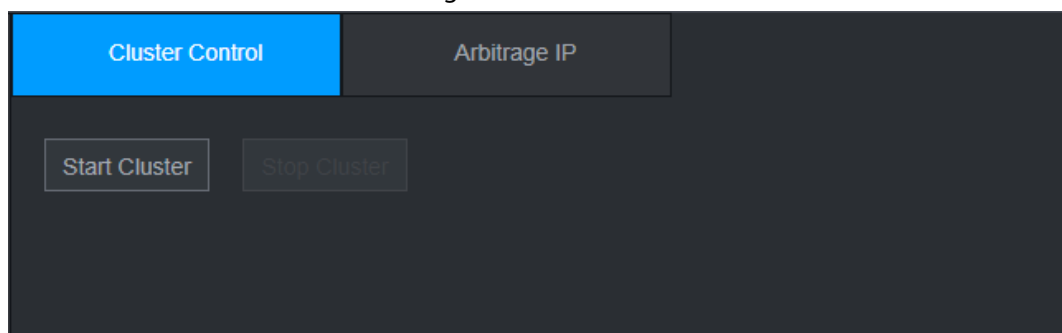 Cluster Control
Arbitrage IP
Start Cluster
Stop Cluster